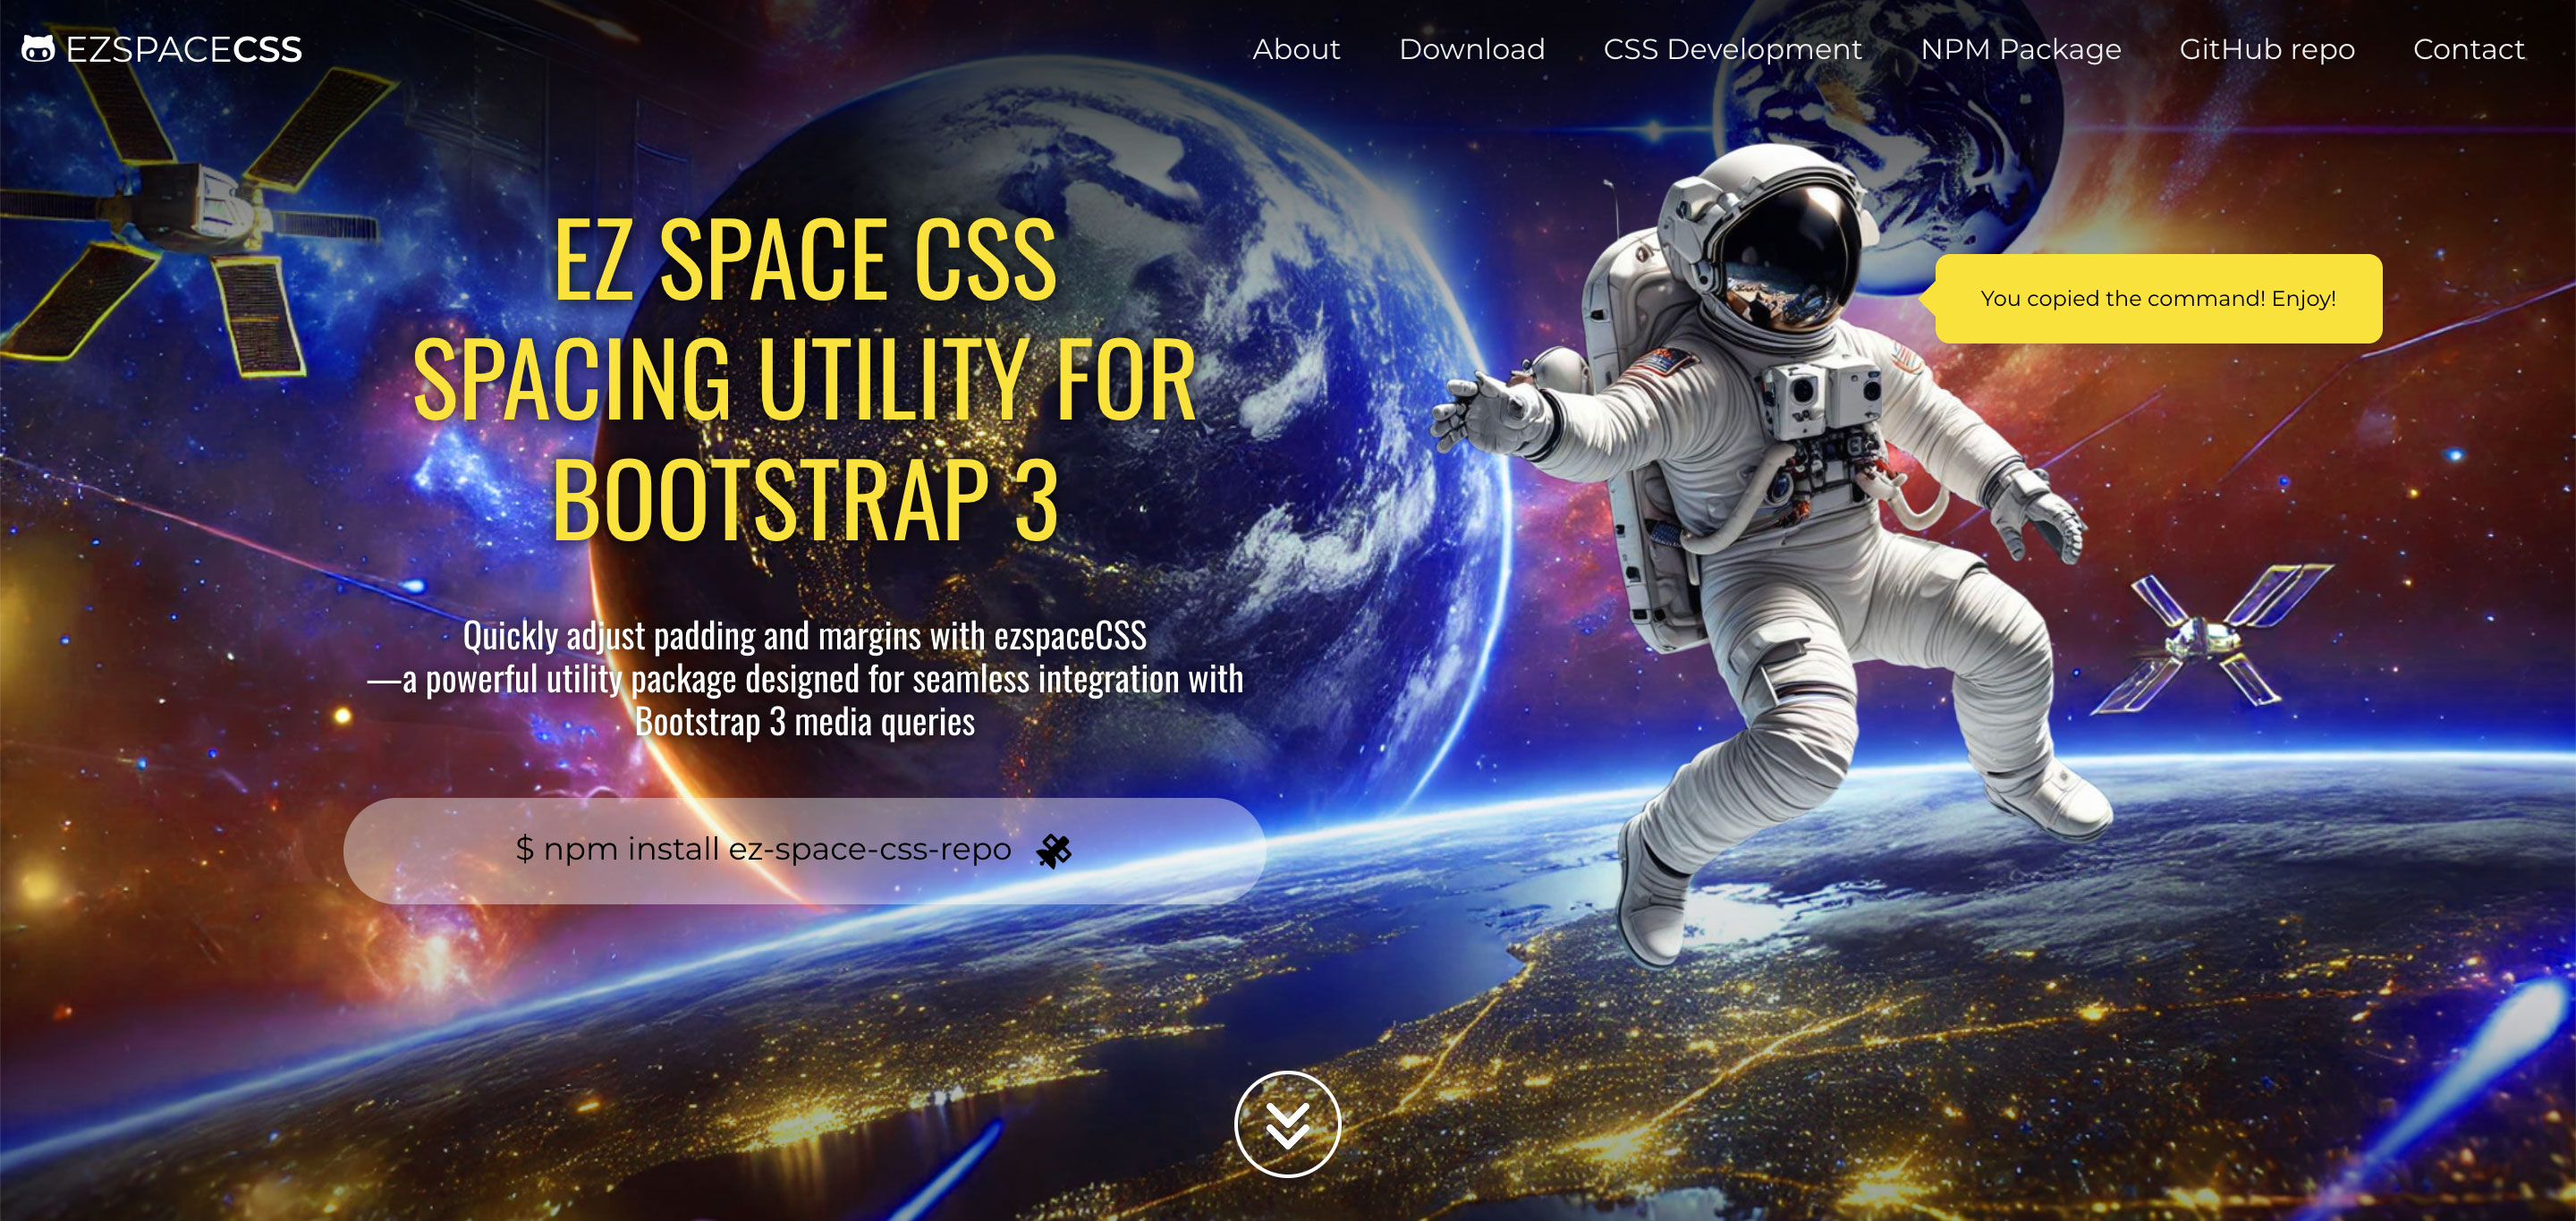 EZSPACECSS
About Download CSS Development NPM Package GitHub repo Contact
EZ SPACE CSS
SPACING UTILITY FOR
BOOTSTRAP 3
You copied the command! Enjoy!
Quickly adjust padding and margins with ezspaceCSS
—a powerful utility package designed for seamless integration with
Bootstrap 3 media queries
$ npm install ez-space-css-repo